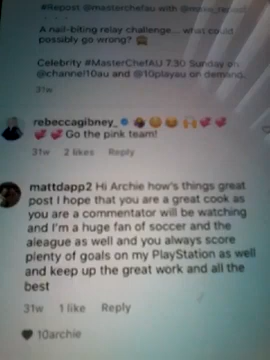 #Repost @masterchefau with @make_repost
A nail-biting relay challenge... what could
possibly go wrong? 🙈
Celebrity #MasterChefAU 7:30 Sunday on
@channel10au and @10playau on demand.
31w
rebeccagibney_ 😂 🙌 💞 💞
💞 💞 Go the pink team!
31w 2 likes Reply
mattdapp2 Hi Archie how's things great
post I hope that you are a great cook as
you are a commentator will be watching
and I'm a huge fan of soccer and the
aleague as well and you always score
plenty of goals on my PlayStation as well
and keep up the great work and all the
best
31w 1 like Reply
10archie